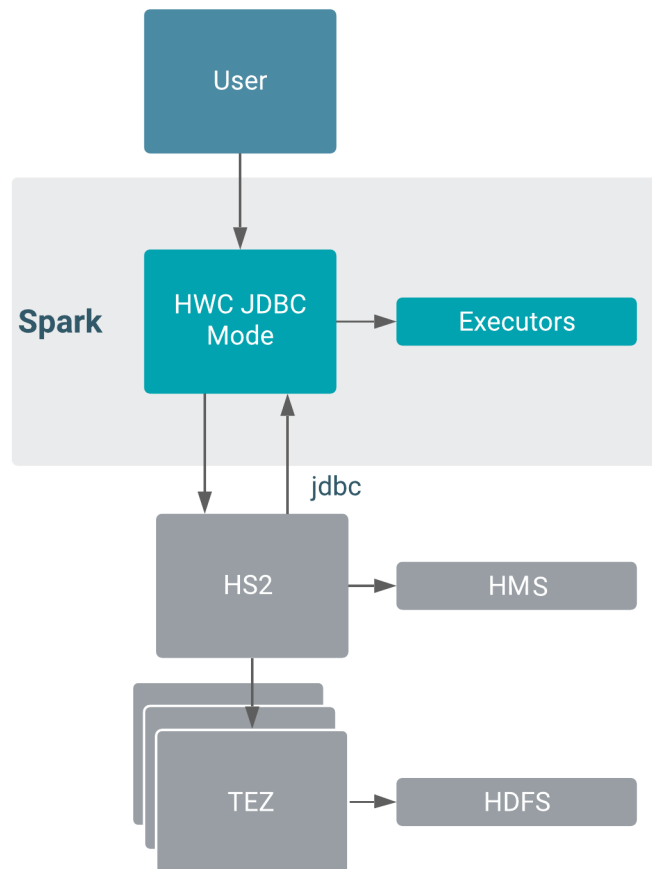 User
Spark
HWC JDBC
Mode
Executors
jdbc
HS2
HMS
TEZ
HDFS